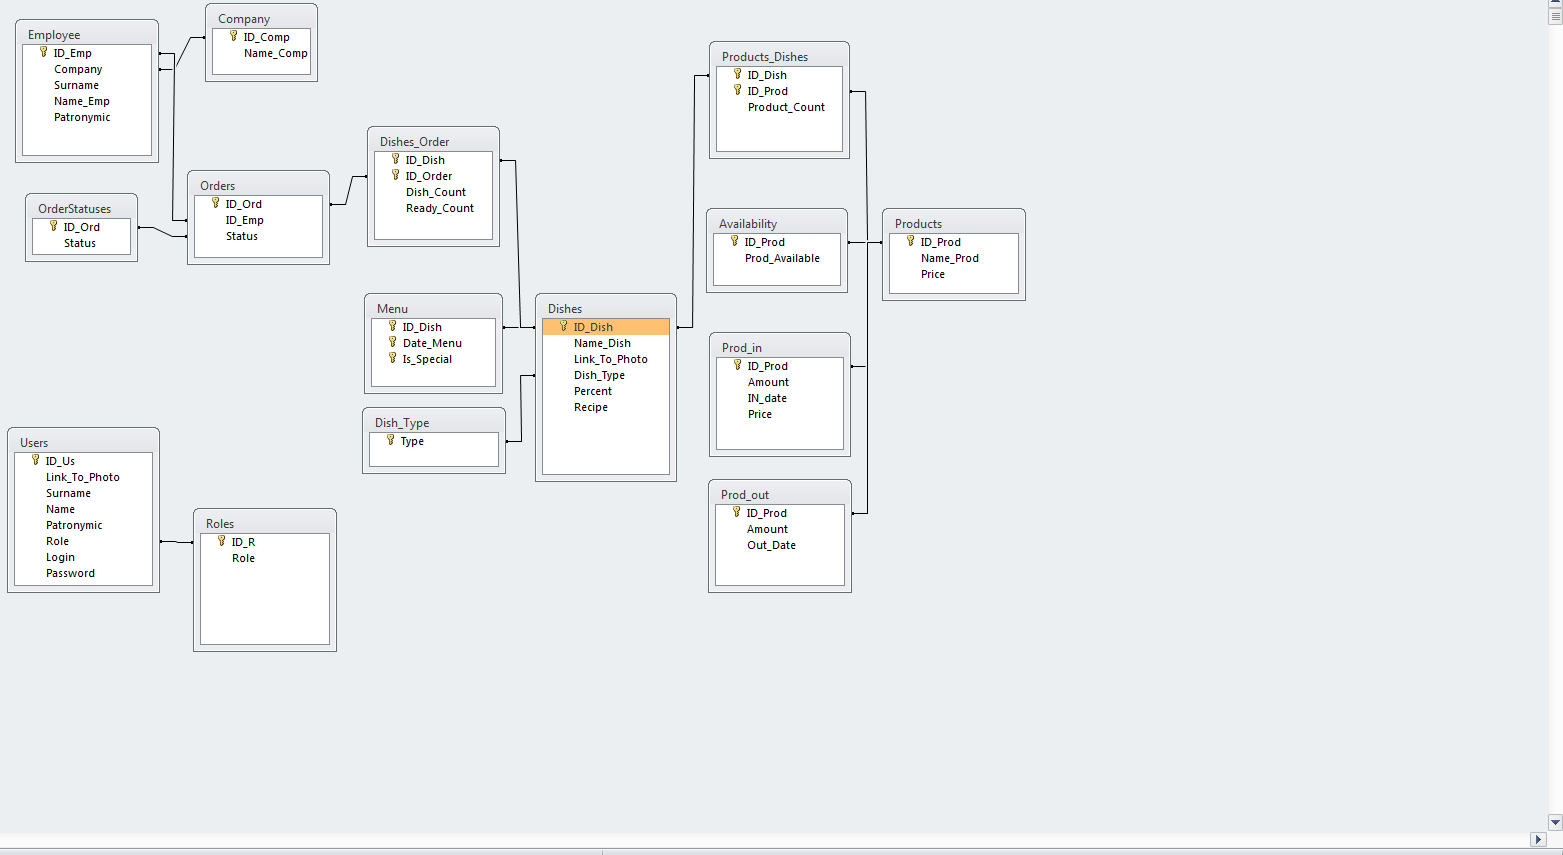 Employee
ID_Emp
Company
Surname
Name_Emp
Patronymic
Company
ID_Comp
Name_Comp
OrderStatuses
ID_Ord
Status
Orders
ID_Ord
ID_Emp
Status
Dishes_Order
ID_Dish
ID_Order
Dish_Count
Ready_Count
Menu
ID_Dish
Date_Menu
Is_Special
Dish_Type
Type
Dishes
ID_Dish
Name_Dish
Link_To_Photo
Dish_Type
Percent
Recipe
Products_Dishes
ID_Dish
ID_Prod
Product_Count
Availability
ID_Prod
Prod_Available
Products
ID_Prod
Name_Prod
Price
Prod_in
ID_Prod
Amount
IN_date
Price
Prod_out
ID_Prod
Amount
Out_Date
Users
ID_Us
Link_To_Photo
Surname
Name
Patronymic
Role
Login
Password
Roles
ID_R
Role